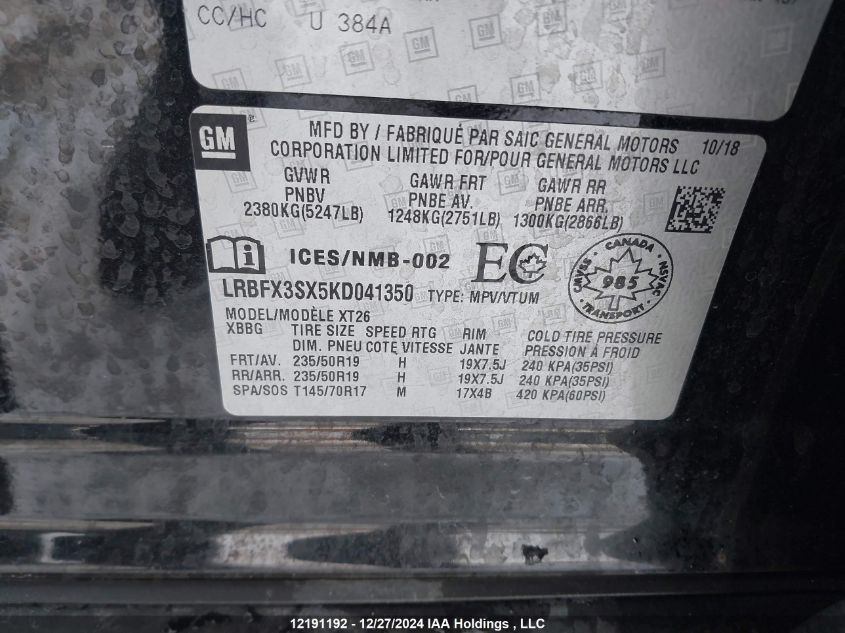 CC/HC U 384A
GM
MFD BY / FABRIQUÉ PAR SAIC GENERAL MOTORS 10/18
CORPORATION LIMITED FOR/POUR GENERAL MOTORS LLC
GVWR GAWR FRT GAWR RR
PNBV PNBE AV. PNBE ARR.
2380KG(5247LB) 1248KG(2751LB) 1300KG(2866LB)
ICES/NMB-002 EC
CANADA
CMVSS 985 NSVAC
TRANSPORT
LRBFX3SX5KD041350 TYPE: MPV/VTUM
MODEL/MODÈLE XT26
XBBG TIRE SIZE SPEED RTG RIM COLD TIRE PRESSURE
DIM. PNEU COTE VITESSE JANTE PRESSION À FROID
FRT/AV. 235/50R19 H 19X7.5J 240 KPA(35PSI)
RR/ARR. 235/50R19 H 19X7.5J 240 KPA(35PSI)
SPA/SOS T145/70R17 M 17X4B 420 KPA(60PSI)
12191192 - 12/27/2024 IAA Holdings , LLC